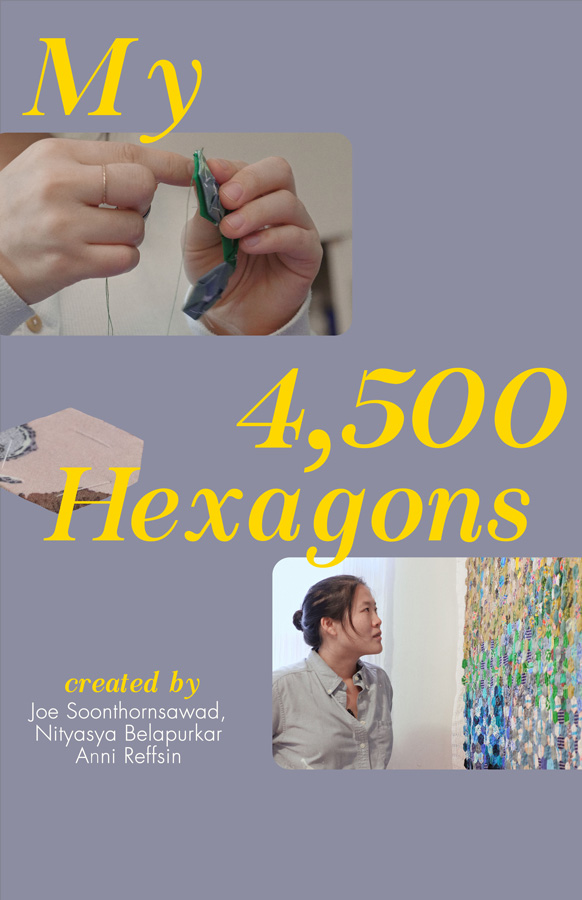 My
4,500
Hexagons
created by
Joe Soonthornsawad,
Nityasya Belapurkar
Anni Reffsin